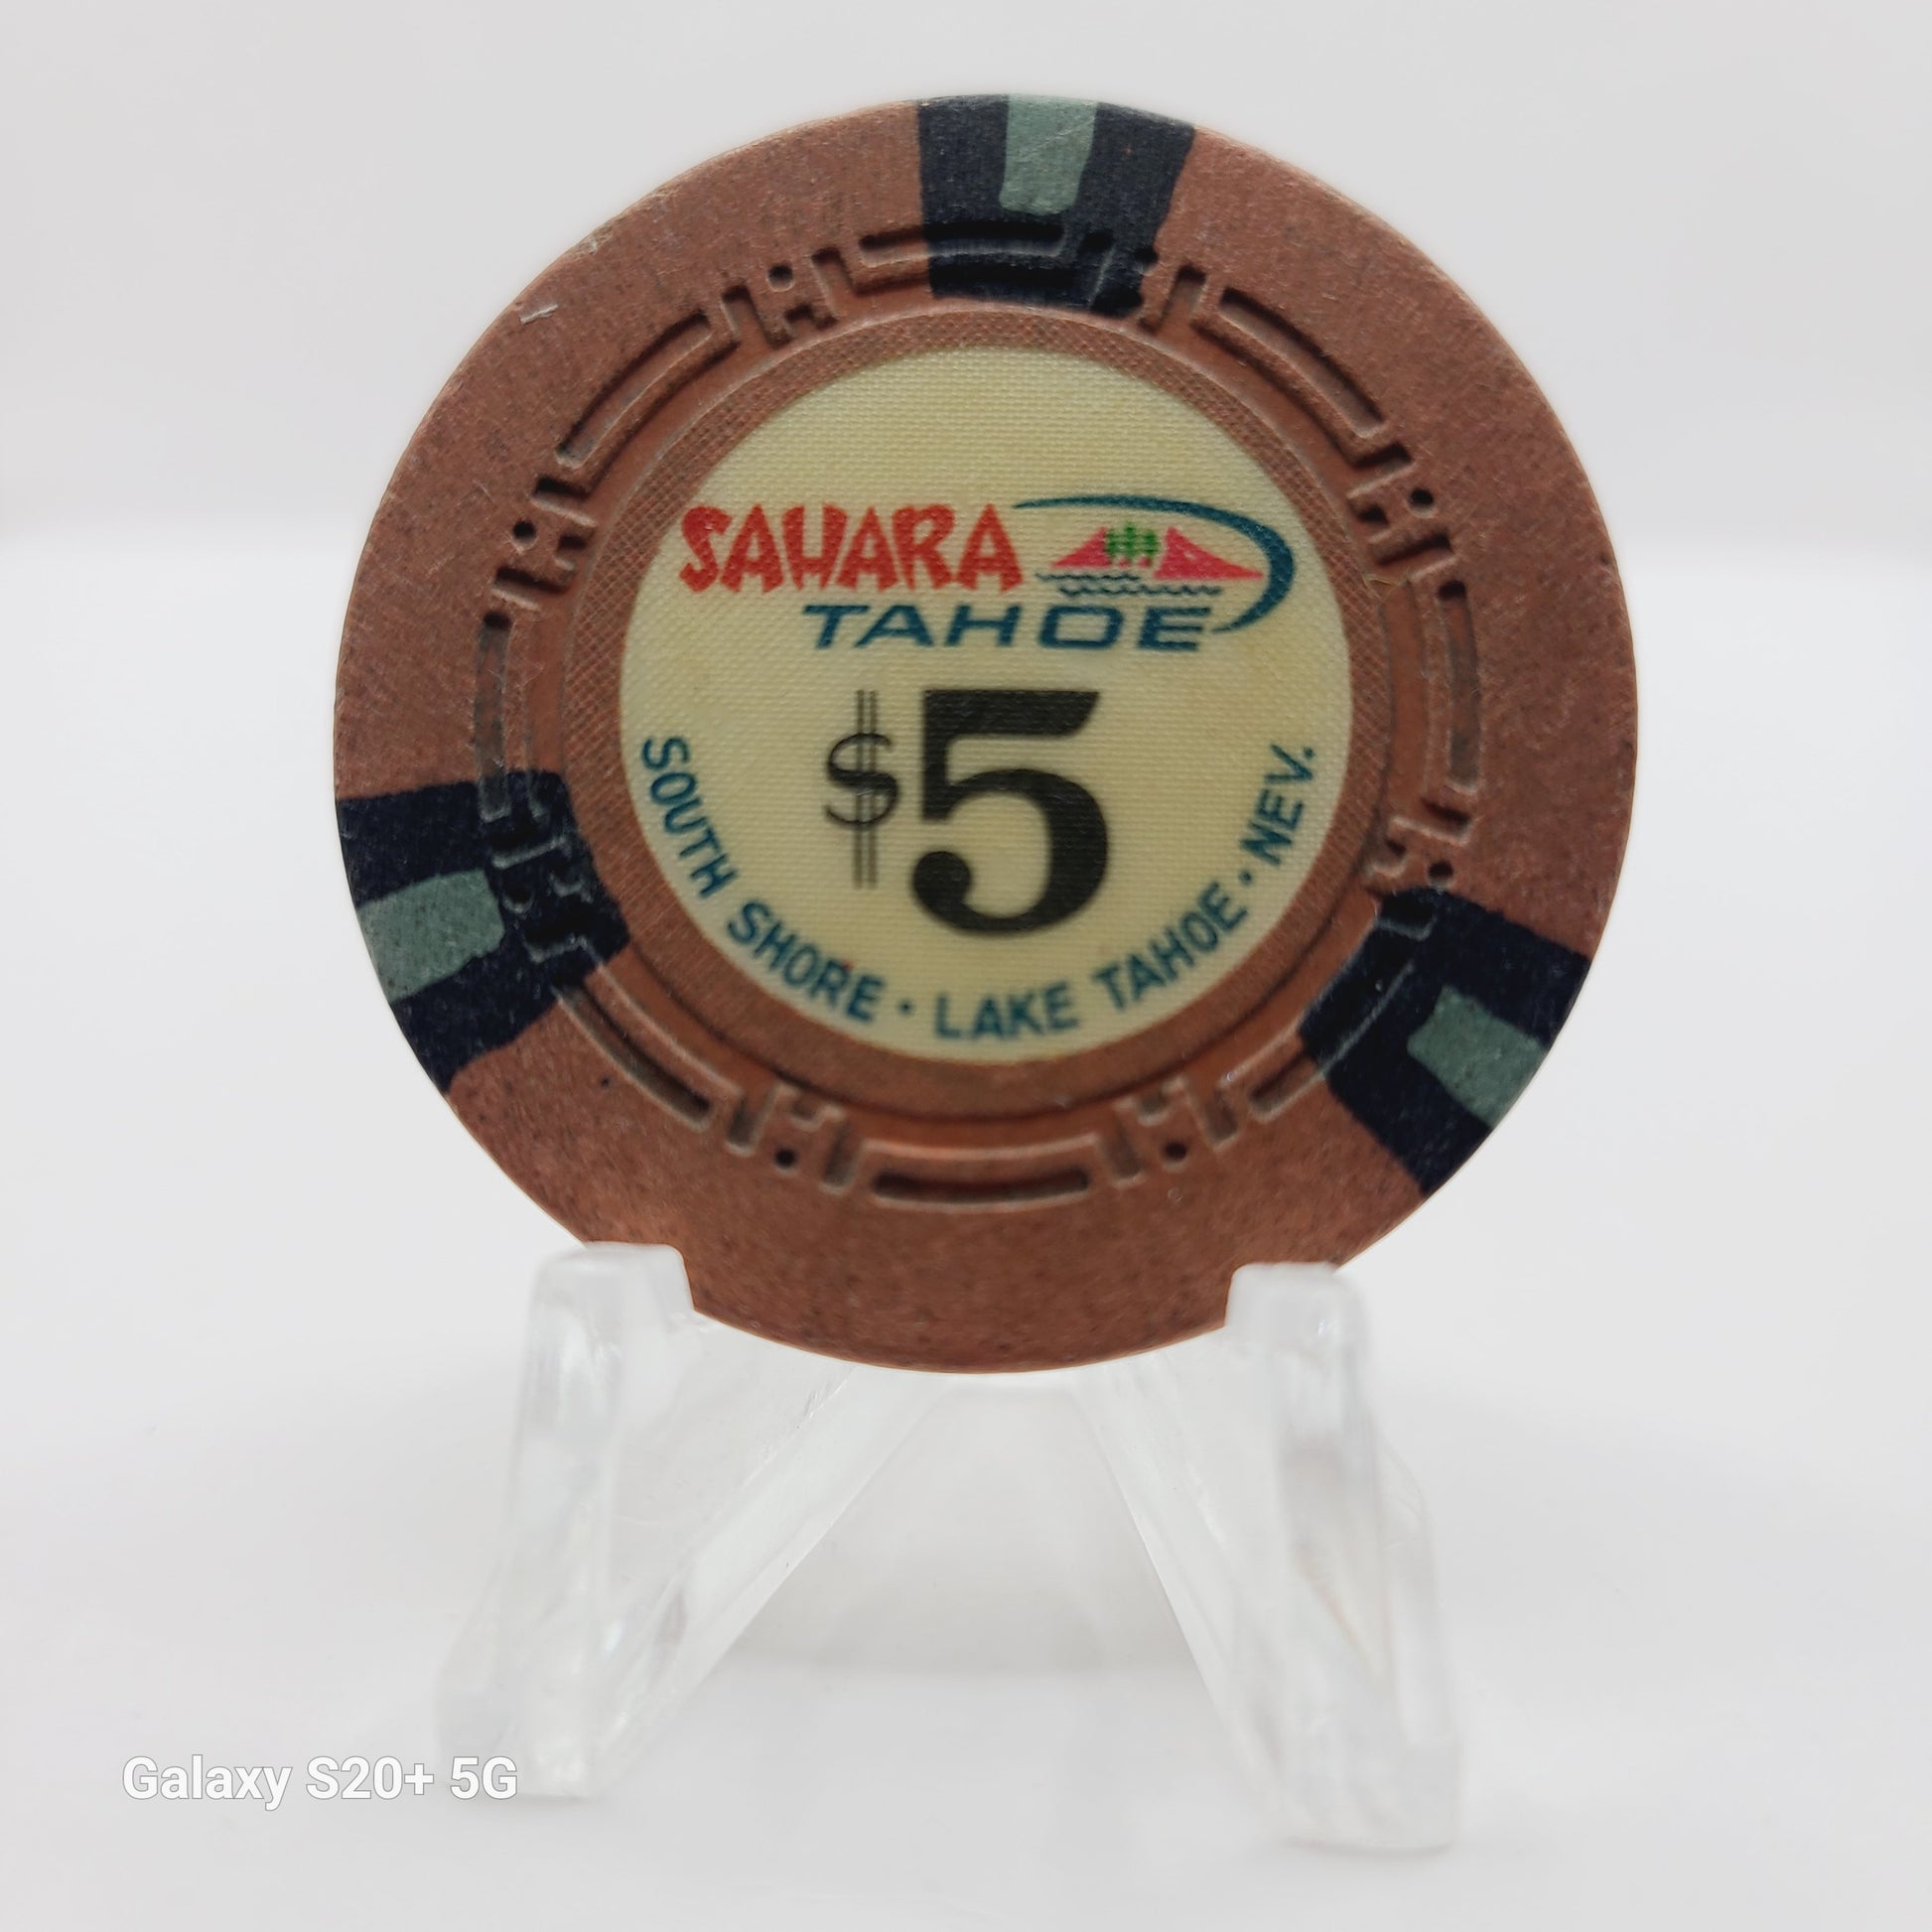 SAHARA
TAHOE
$5
SOUTH SHORE • LAKE TAHOE • NEV.
Galaxy S20+ 5G